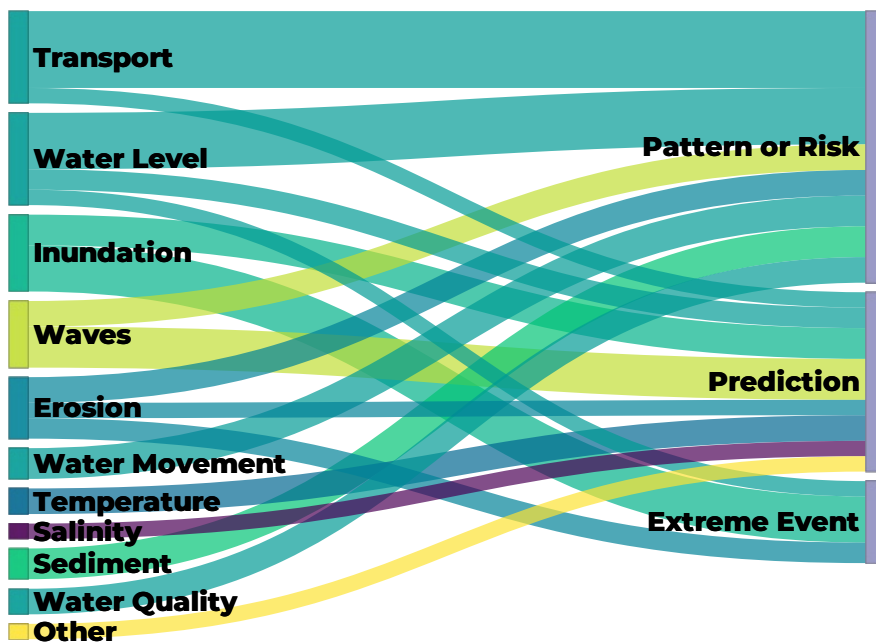 Transport
Water Level
Inundation
Waves
Erosion
Water Movement
Temperature
Salinity
Sediment
Water Quality
Other
Pattern or Risk
Prediction
Extreme Event